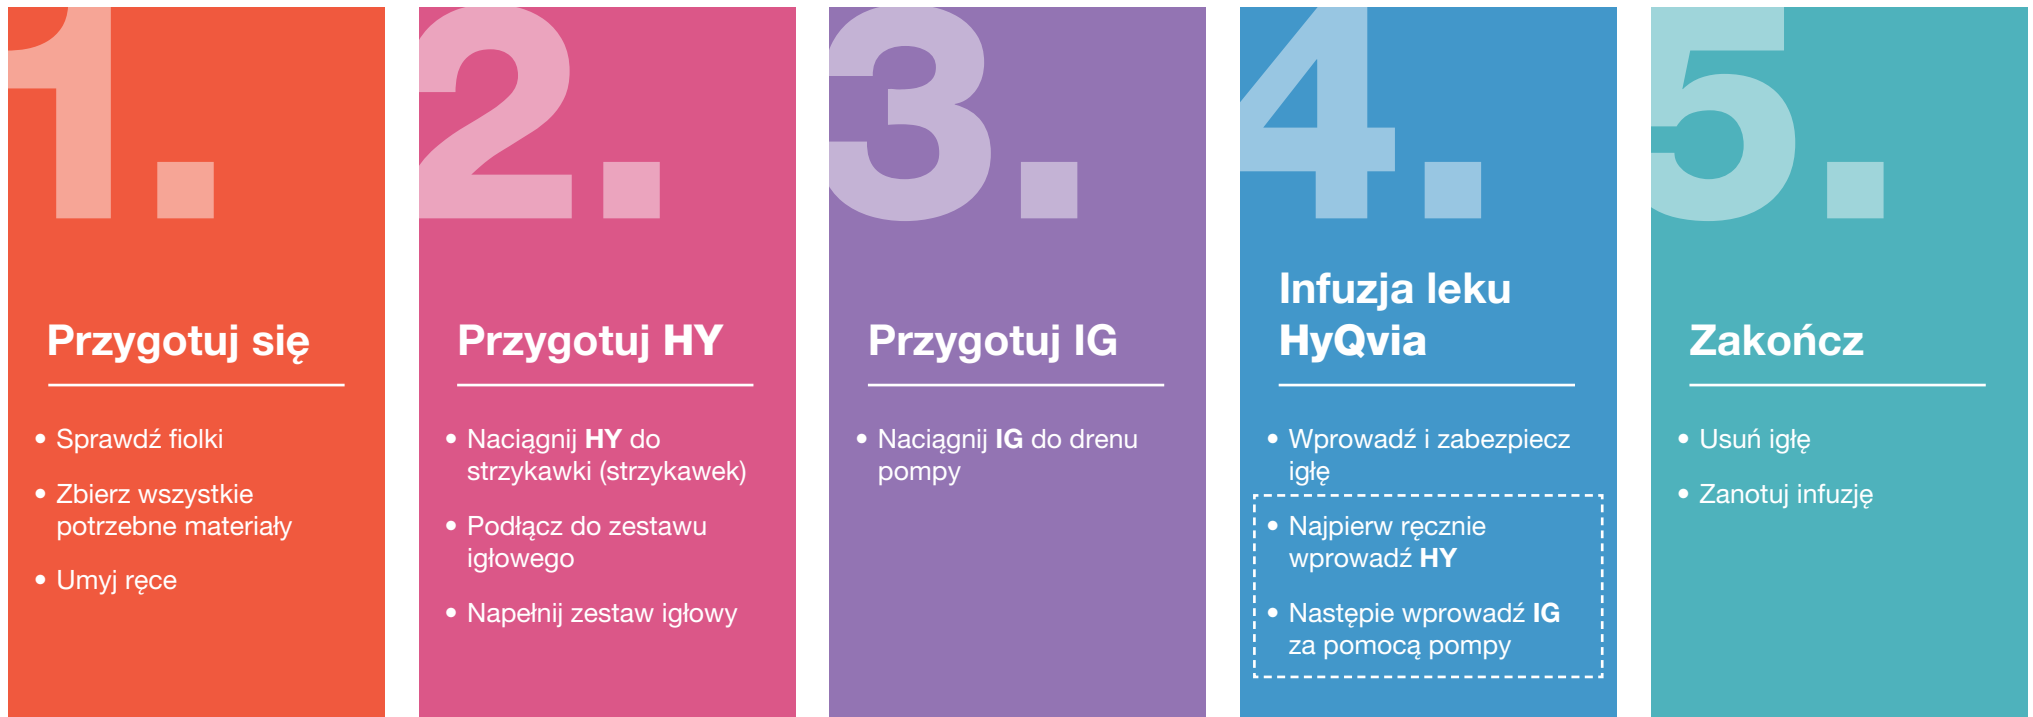 1.
Przygotuj się
• Sprawdź fiolki
• Zbierz wszystkie
potrzebne materiały
• Umyj ręce
2.
Przygotuj HY
• Naciągnij HY do
strzykawki (strzykawek)
• Podłącz do zestawu
igłowego
• Napełnij zestaw igłowy
3.
Przygotuj IG
• Naciągnij IG do drenu
pompy
4.
Infuzja leku
HyQvia
• Wprowadź i zabezpiecz
igłę
• Najpierw ręcznie
wprowadź HY
• Następie wprowadź IG
za pomocą pompy
5.
Zakończ
• Usuń igłę
• Zanotuj infuzję